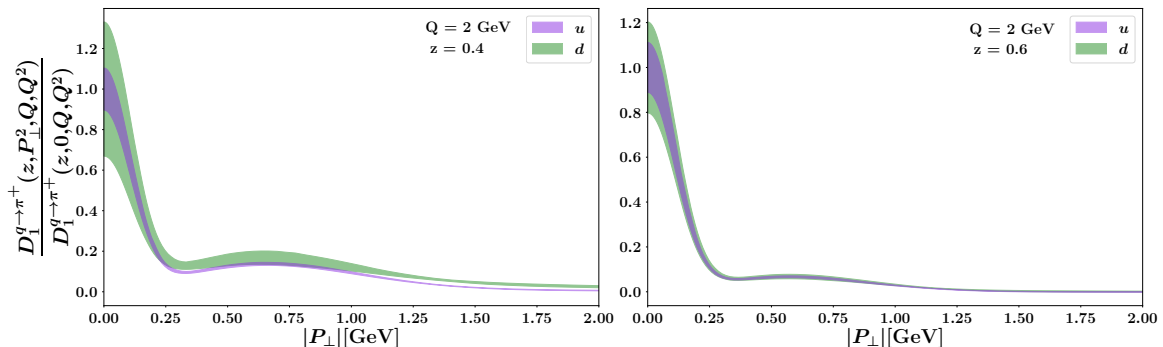 D_1^{q→π^+}(z,P_⊥^2,Q,Q^2)
D_1^{q→π^+}(z,0,Q,Q^2)
1.2
1.0
0.8
0.6
0.4
0.2
0.0
Q = 2 GeV
z = 0.4
u
d
0.00 0.25 0.50 0.75 1.00 1.25 1.50 1.75 2.00
|P_⊥|[GeV]
1.2
1.0
0.8
0.6
0.4
0.2
0.0
Q = 2 GeV
z = 0.6
u
d
0.00 0.25 0.50 0.75 1.00 1.25 1.50 1.75 2.00
|P_⊥|[GeV]